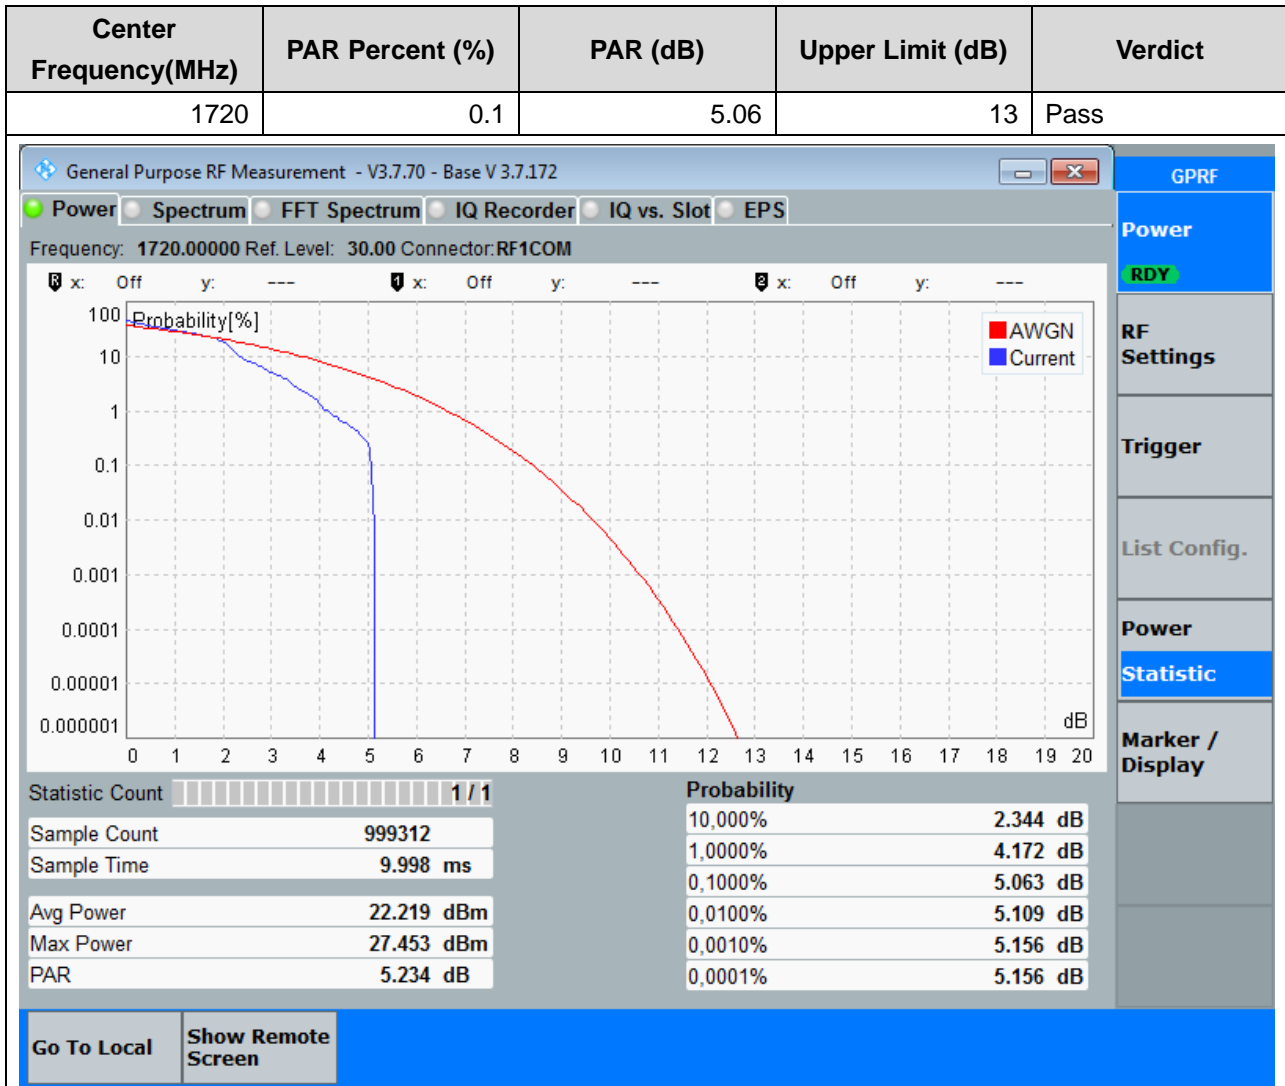 Center Frequency(MHz) PAR Percent (%) PAR (dB) Upper Limit (dB) Verdict
1720 0.1 5.06 13 Pass
General Purpose RF Measurement - V3.7.70 - Base V 3.7.172
GPRF
Power Spectrum FFT Spectrum IQ Recorder IQ vs. Slot EPS
Frequency: 1720.00000 Ref. Level: 30.00 Connector: RF1COM
R x: Off y: --- 1 x: Off y: --- 2 x: Off y: ---
Probability[%]
AWGN
Current
100
10
1
0.1
0.01
0.001
0.0001
0.00001
0.000001
dB
0 1 2 3 4 5 6 7 8 9 10 11 12 13 14 15 16 17 18 19 20
Statistic Count 1 / 1
Sample Count 999312
Sample Time 9.998 ms
Avg Power 22.219 dBm
Max Power 27.453 dBm
PAR 5.234 dB
Probability
10,000% 2.344 dB
1,0000% 4.172 dB
0,1000% 5.063 dB
0,0100% 5.109 dB
0,0010% 5.156 dB
0,0001% 5.156 dB
Power
RDY
RF
Settings
Trigger
List Config.
Power
Statistic
Marker /
Display
Go To Local
Show Remote
Screen